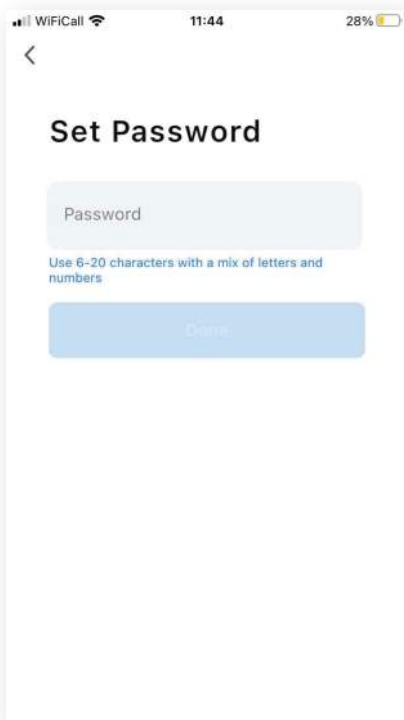 WiFiCall 11:44 28%
Set Password
Password
Use 6-20 characters with a mix of letters and
numbers
Done